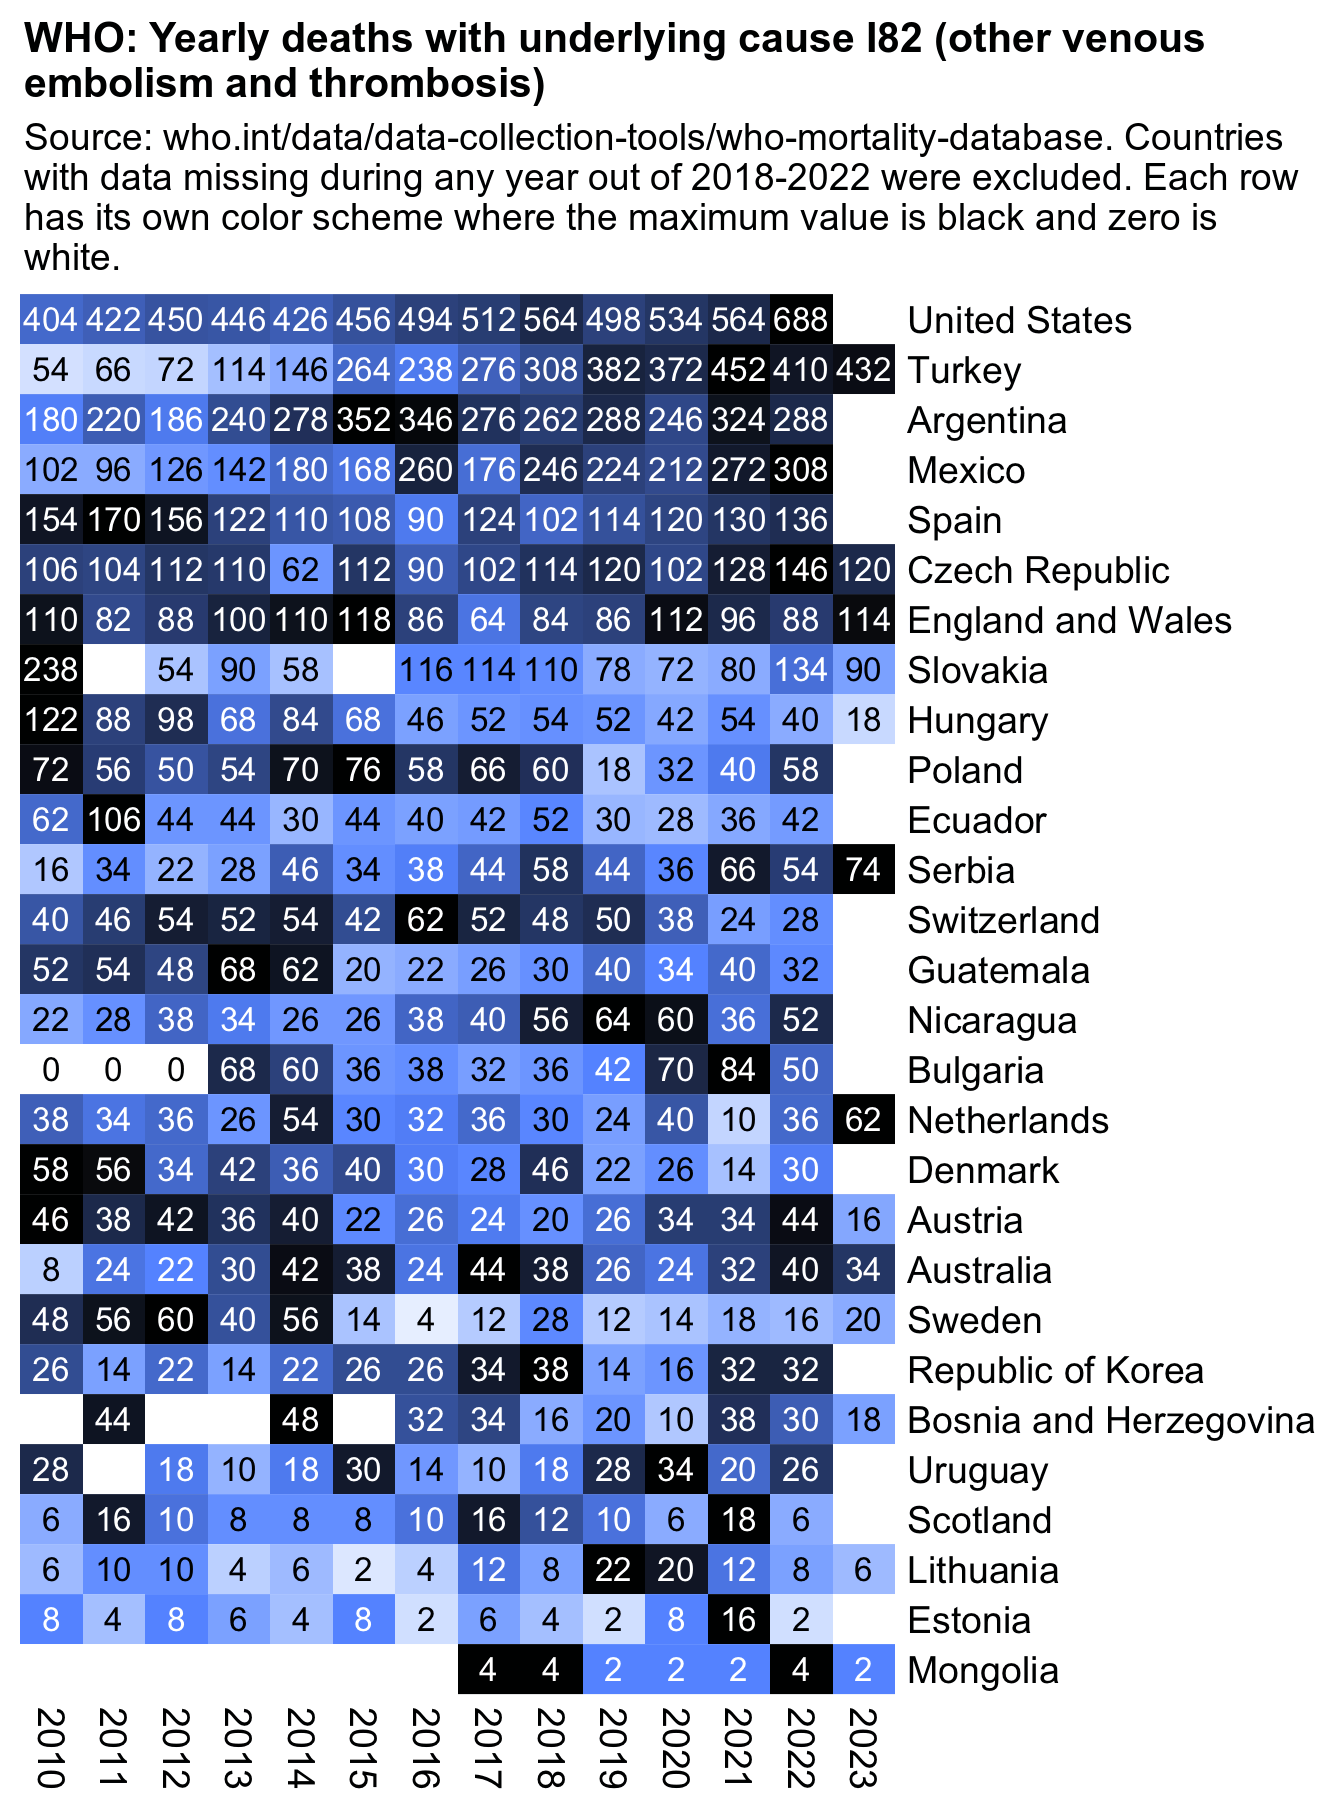 WHO: Yearly deaths with underlying cause I82 (other venous
embolism and thrombosis)
Source: who.int/data/data-collection-tools/who-mortality-database. Countries
with data missing during any year out of 2018-2022 were excluded. Each row
has its own color scheme where the maximum value is black and zero is
white.
404 422 450 446 426 456 494 512 564 498 534 564 688 United States
54 66 72 114 146 264 238 276 308 382 372 452 410 432 Turkey
180 220 186 240 278 352 346 276 262 288 246 324 288 Argentina
102 96 126 142 180 168 260 176 246 224 212 272 308 Mexico
154 170 156 122 110 108 90 124 102 114 120 130 136 Spain
106 104 112 110 62 112 90 102 114 120 102 128 146 120 Czech Republic
110 82 88 100 110 118 86 64 84 86 112 96 88 114 England and Wales
238 54 90 58 116 114 110 78 72 80 134 90 Slovakia
122 88 98 68 84 68 46 52 54 52 42 54 40 18 Hungary
72 56 50 54 70 76 58 66 60 18 32 40 58 Poland
62 106 44 44 30 44 40 42 52 30 28 36 42 Ecuador
16 34 22 28 46 34 38 44 58 44 36 66 54 74 Serbia
40 46 54 52 54 42 62 52 48 50 38 24 28 Switzerland
52 54 48 68 62 20 22 26 30 40 34 40 32 Guatemala
22 28 38 34 26 26 38 40 56 64 60 36 52 Nicaragua
0 0 0 68 60 36 38 32 36 42 70 84 50 Bulgaria
38 34 36 26 54 30 32 36 30 24 40 10 36 62 Netherlands
58 56 34 42 36 40 30 28 46 22 26 14 30 Denmark
46 38 42 36 40 22 26 24 20 26 34 34 44 16 Austria
8 24 22 30 42 38 24 44 38 26 24 32 40 34 Australia
48 56 60 40 56 14 4 12 28 12 14 18 16 20 Sweden
26 14 22 14 22 26 26 34 38 14 16 32 32 Republic of Korea
44 48 32 34 16 20 10 38 30 18 Bosnia and Herzegovina
28 18 10 18 30 14 10 18 28 34 20 26 Uruguay
6 16 10 8 8 8 10 16 12 10 6 18 6 Scotland
6 10 10 4 6 2 4 12 8 22 20 12 8 6 Lithuania
8 4 8 6 4 8 2 6 4 2 8 16 2 Estonia
4 4 2 2 2 4 2 Mongolia
2010 2011 2012 2013 2014 2015 2016 2017 2018 2019 2020 2021 2022 2023